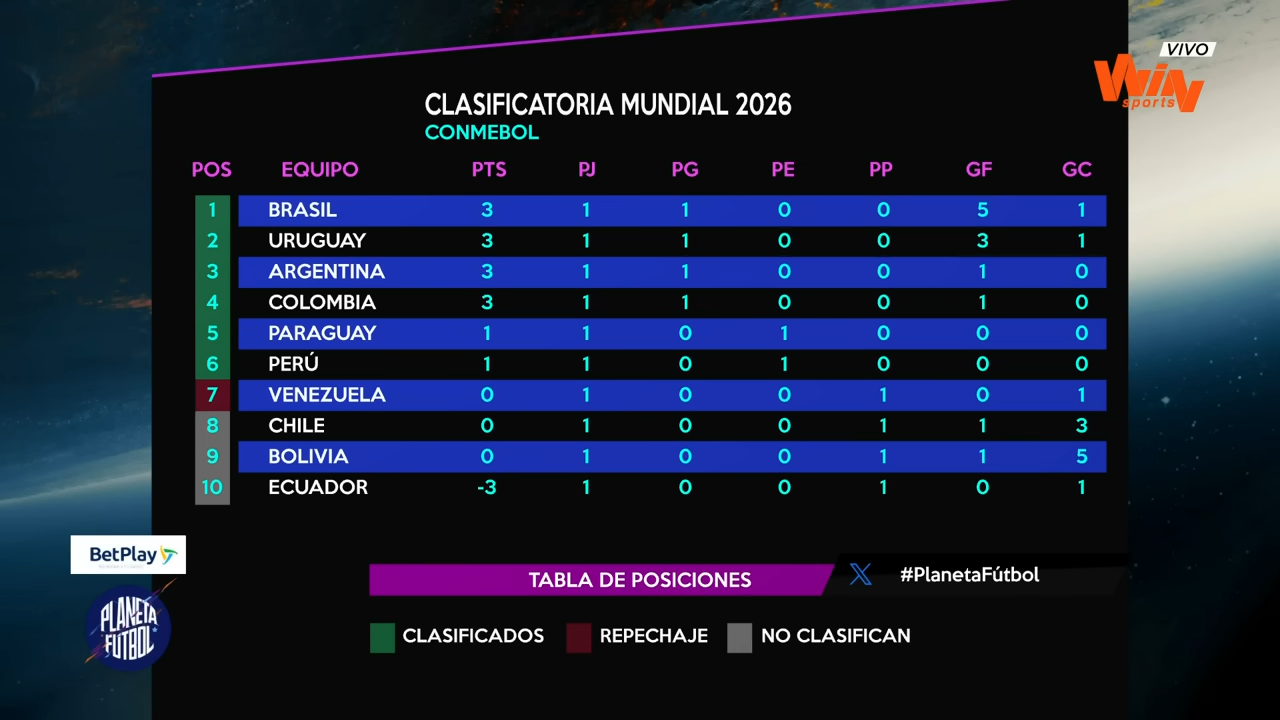 VIVO
WiN
sports
CLASIFICATORIA MUNDIAL 2026
CONMEBOL
POS EQUIPO PTS PJ PG PE PP GF GC
1 BRASIL 3 1 1 0 0 5 1
2 URUGUAY 3 1 1 0 0 3 1
3 ARGENTINA 3 1 1 0 0 1 0
4 COLOMBIA 3 1 1 0 0 1 0
5 PARAGUAY 1 1 0 1 0 0 0
6 PERÚ 1 1 0 1 0 0 0
7 VENEZUELA 0 1 0 0 1 0 1
8 CHILE 0 1 0 0 1 1 3
9 BOLIVIA 0 1 0 0 1 1 5
10 ECUADOR -3 1 0 0 1 0 1
BetPlay
TABLA DE POSICIONES
#PlanetaFútbol
PLANETA
FÚTBOL
CLASIFICADOS REPECHAJE NO CLASIFICAN